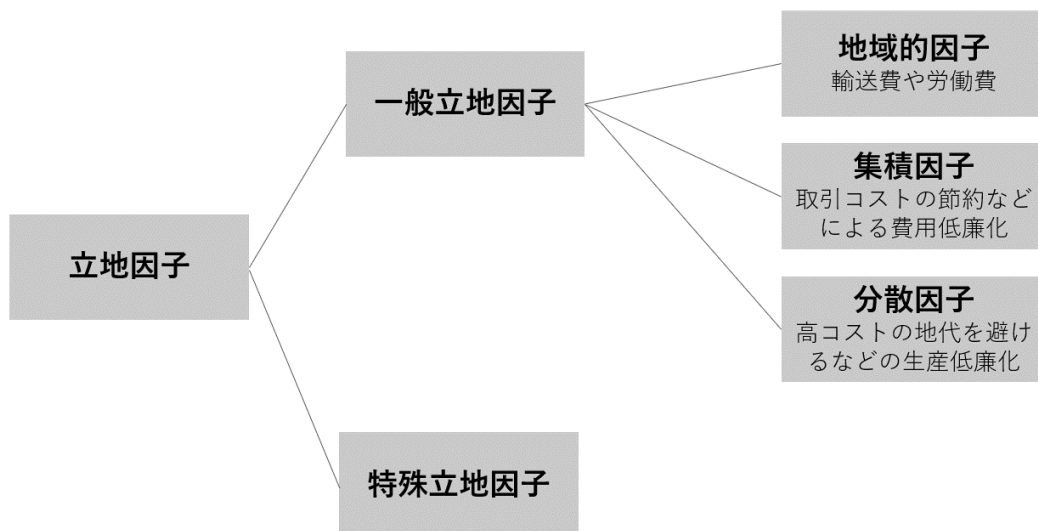 地域的因子
輸送費や労働費
一般立地因子
集積因子
取引コストの節約など
による費用低廉化
立地因子
分散因子
高コストの地代を避け
るなどの生産低廉化
特殊立地因子